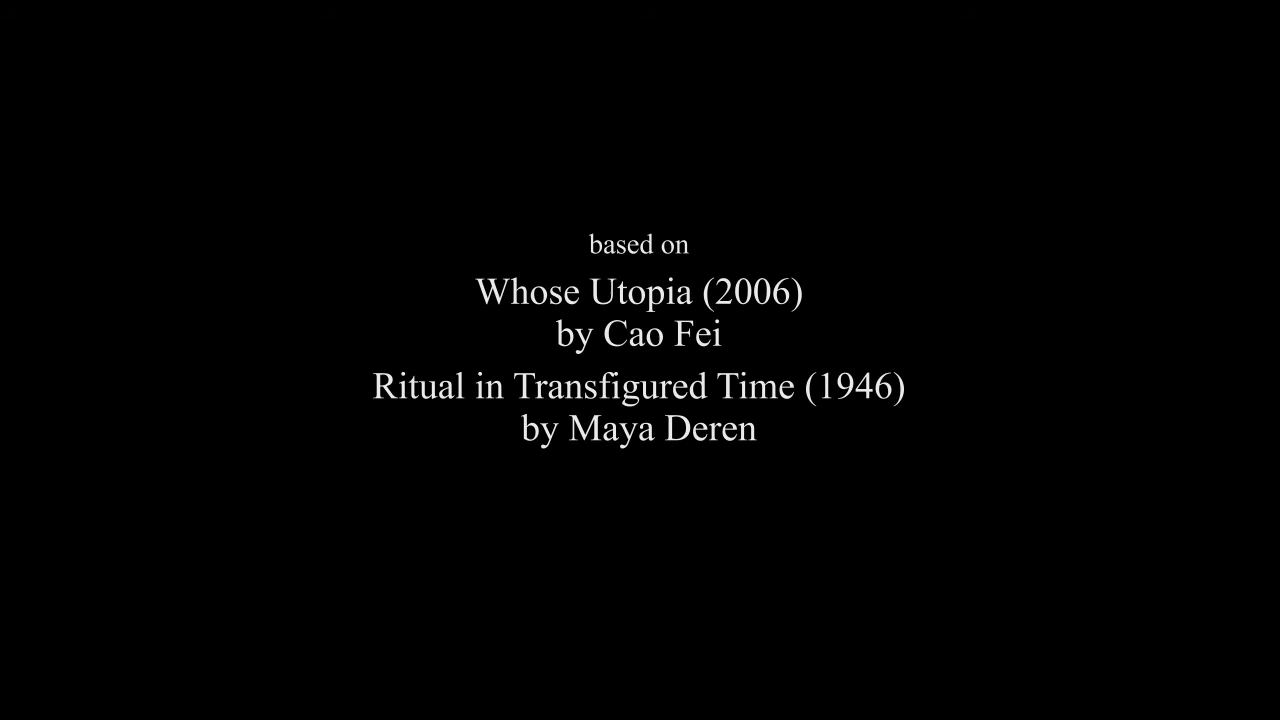 based on
Whose Utopia (2006)
by Cao Fei
Ritual in Transfigured Time (1946)
by Maya Deren